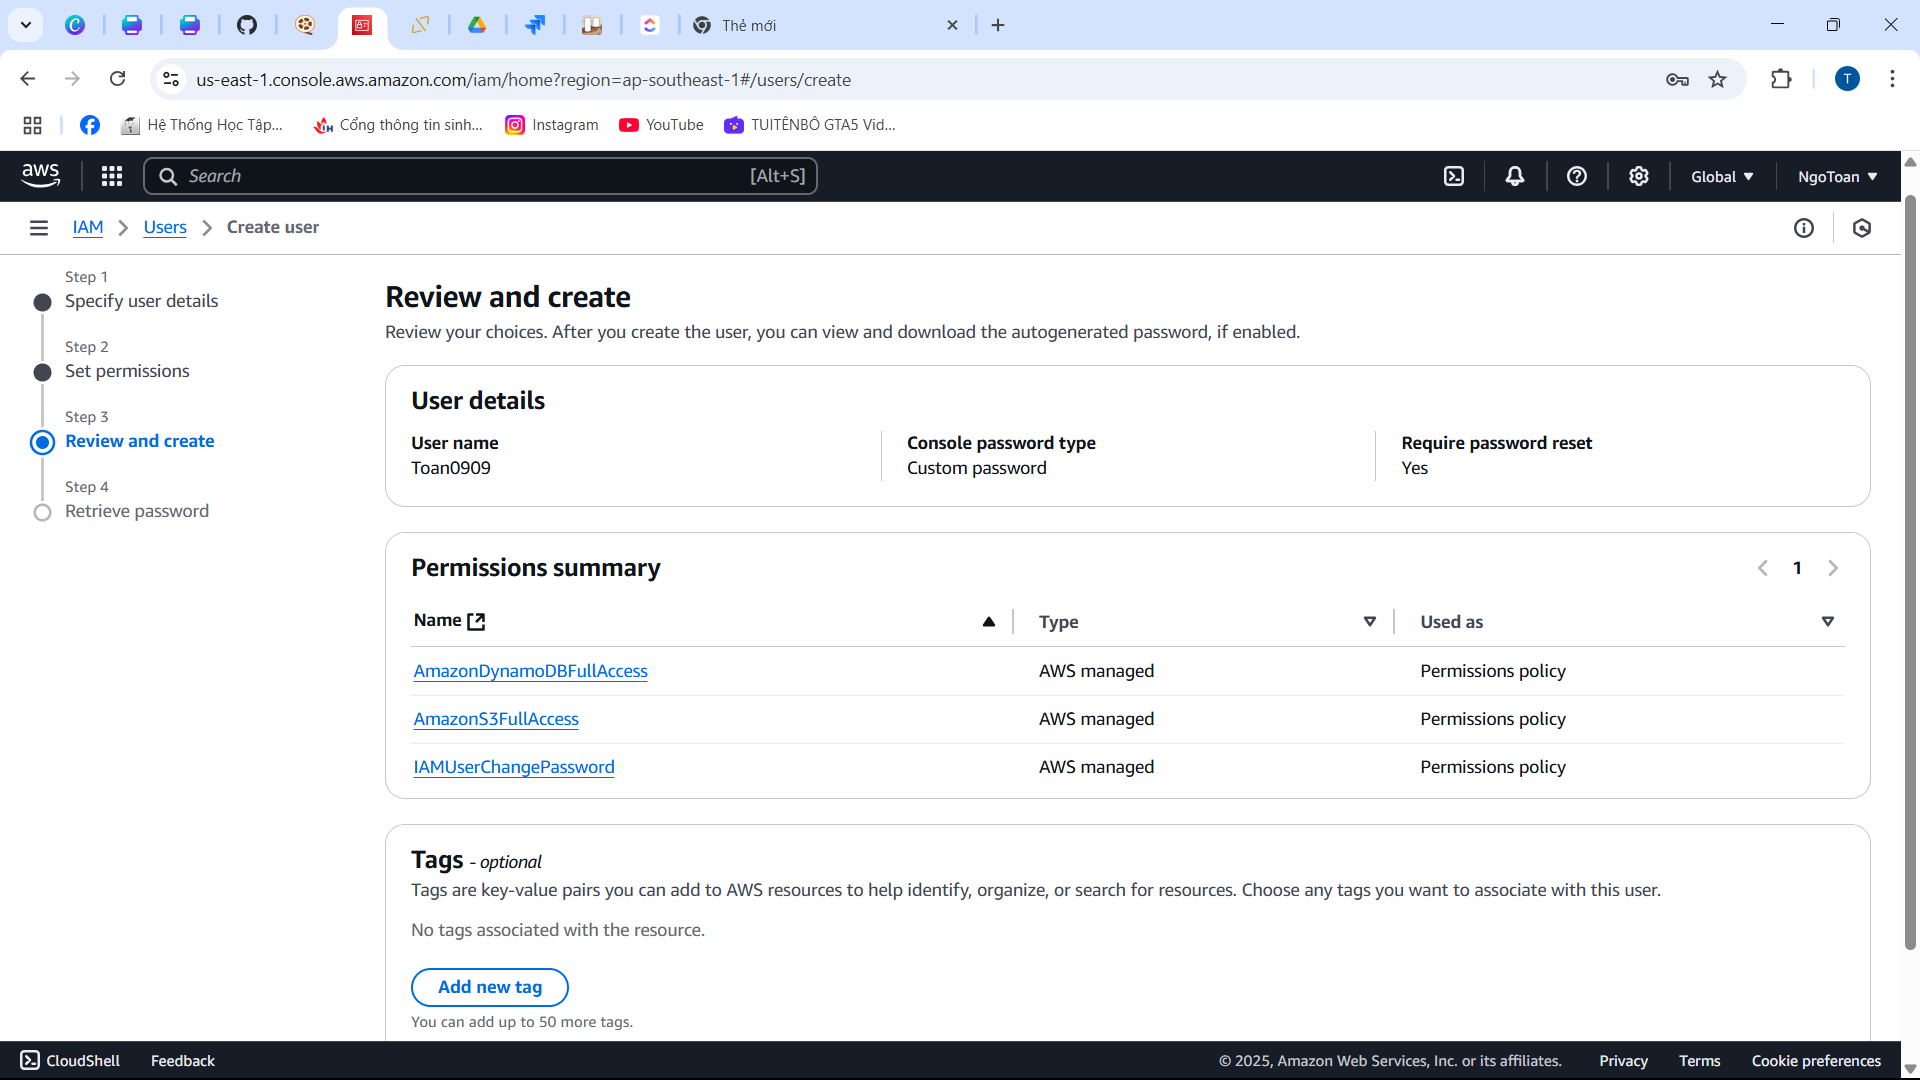 Thẻ mới
us-east-1.console.aws.amazon.com/iam/home?region=ap-southeast-1#/users/create
T
Hệ Thống Học Tập...
Cổng thông tin sinh...
Instagram
YouTube
TUITÊNBÔ GTA5 Vid...
aws
Search
[Alt+S]
Global
NgoToan
IAM
Users
Create user
Step 1
Specify user details
Step 2
Set permissions
Step 3
Review and create
Step 4
Retrieve password
Review and create
Review your choices. After you create the user, you can view and download the autogenerated password, if enabled.
User details
User name
Toan0909
Console password type
Custom password
Require password reset
Yes
Permissions summary
1
Name
Type
Used as
AmazonDynamoDBFullAccess
AWS managed
Permissions policy
AmazonS3FullAccess
AWS managed
Permissions policy
IAMUserChangePassword
AWS managed
Permissions policy
Tags - optional
Tags are key-value pairs you can add to AWS resources to help identify, organize, or search for resources. Choose any tags you want to associate with this user.
No tags associated with the resource.
Add new tag
You can add up to 50 more tags.
CloudShell
Feedback
© 2025, Amazon Web Services, Inc. or its affiliates.
Privacy
Terms
Cookie preferences